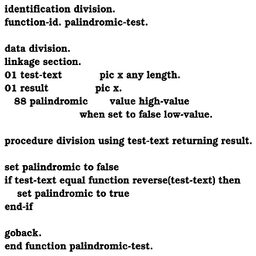 identification division.
function-id. palindromic-test.
data division.
linkage section.
01 test-text pic x any length.
01 result pic x.
88 palindromic value high-value
when set to false low-value.
procedure division using test-text returning result.
set palindromic to false
if test-text equal function reverse(test-text) then
set palindromic to true
end-if
goback.
end function palindromic-test.